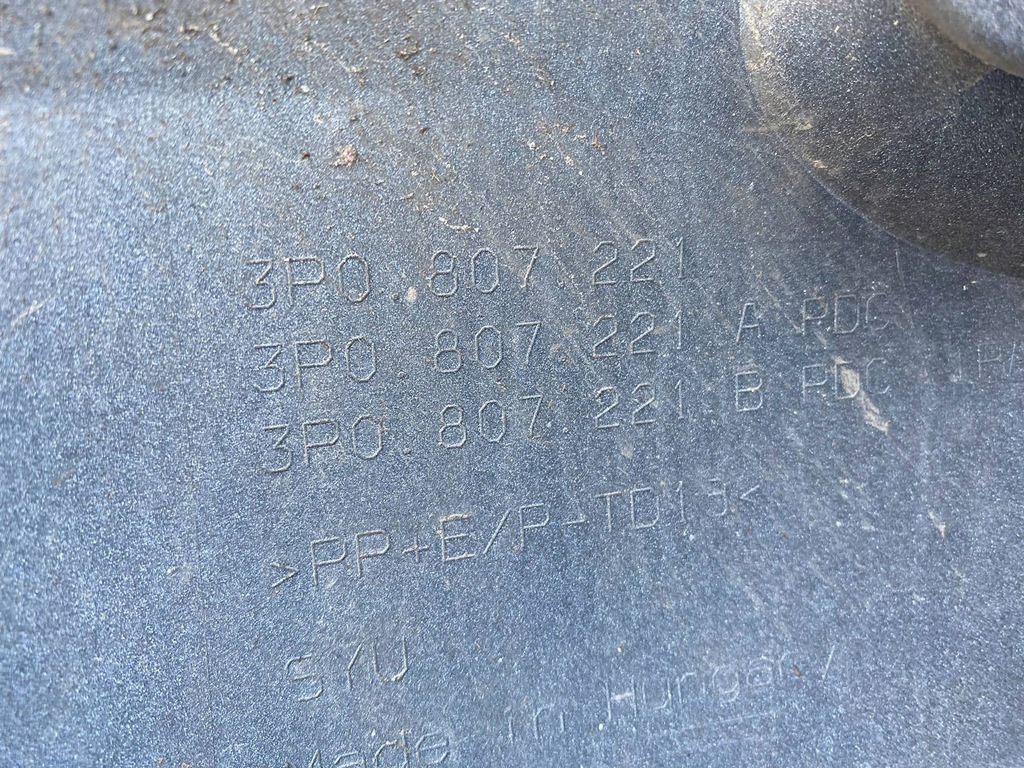 3P0.807.221
3P0.807.221 A PDC
3P0.807.221 B PDC
>PP+E/P-TD15<
SYU
Made in Hungary